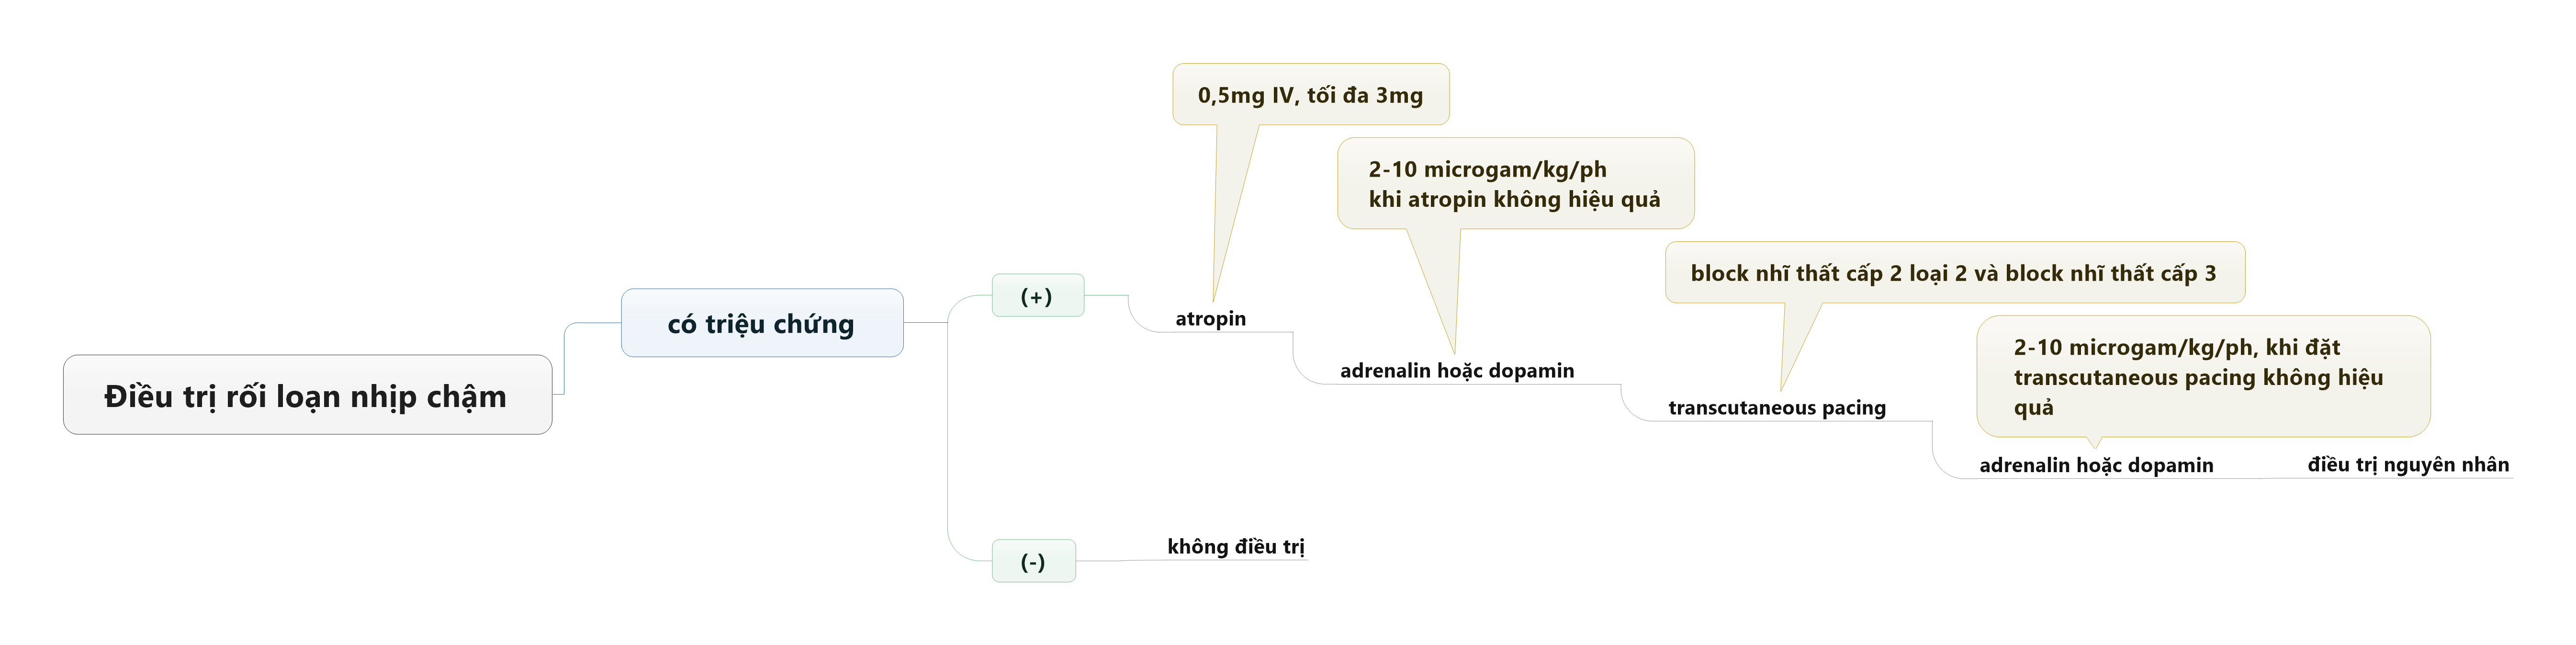 Điều trị rối loạn nhịp chậm
có triệu chứng
(+)
0,5mg IV, tối đa 3mg
atropin
2-10 microgam/kg/ph
khi atropin không hiệu quả
adrenalin hoặc dopamin
block nhĩ thất cấp 2 loại 2 và block nhĩ thất cấp 3
transcutaneous pacing
2-10 microgam/kg/ph, khi đặt
transcutaneous pacing không hiệu
quả
adrenalin hoặc dopamin
điều trị nguyên nhân
(-)
không điều trị